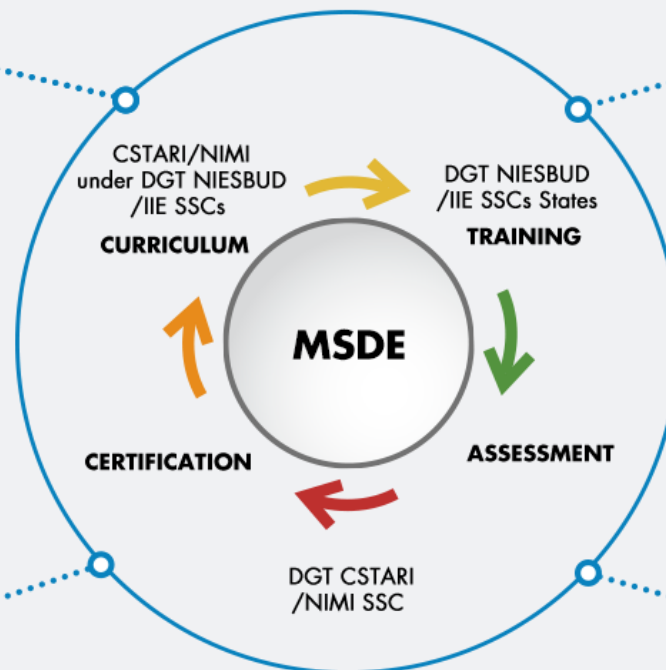 CSTARI/NIMI
under DGT NIESBUD
/IIE SSCs
CURRICULUM
DGT NIESBUD
/IIE SSCs States
TRAINING
MSDE
CERTIFICATION
ASSESSMENT
DGT CSTARI
/NIMI SSC